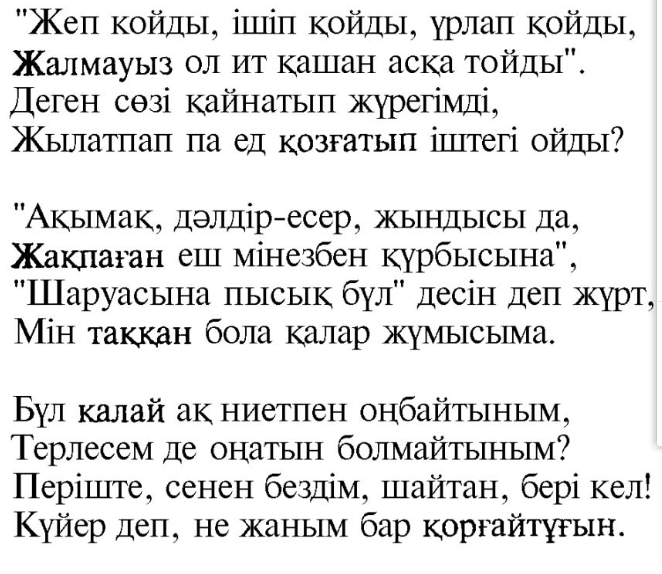 "Жеп койды, ішіп қойды, ұрлап қойды,
Жалмауыз ол ит қашан асқа тойды".
Деген сөзі қайнатып жүрегімді,
Жылатпап па ед қозғатып іштегі ойды?
"Ақымақ, дәлдір-есер, жындысы да,
Жақпаған еш мінезбен құрбысына",
"Шаруасына пысық бұл" десін деп жұрт,
Мін таққан бола қалар жұмысыма.
Бұл қалай ақ ниетпен оңбайтыным,
Терлесем де оңатын болмайтыным?
Періште, сенен бездім, шайтан, бері кел!
Күйер деп, не жаным бар қорғайтұғын.